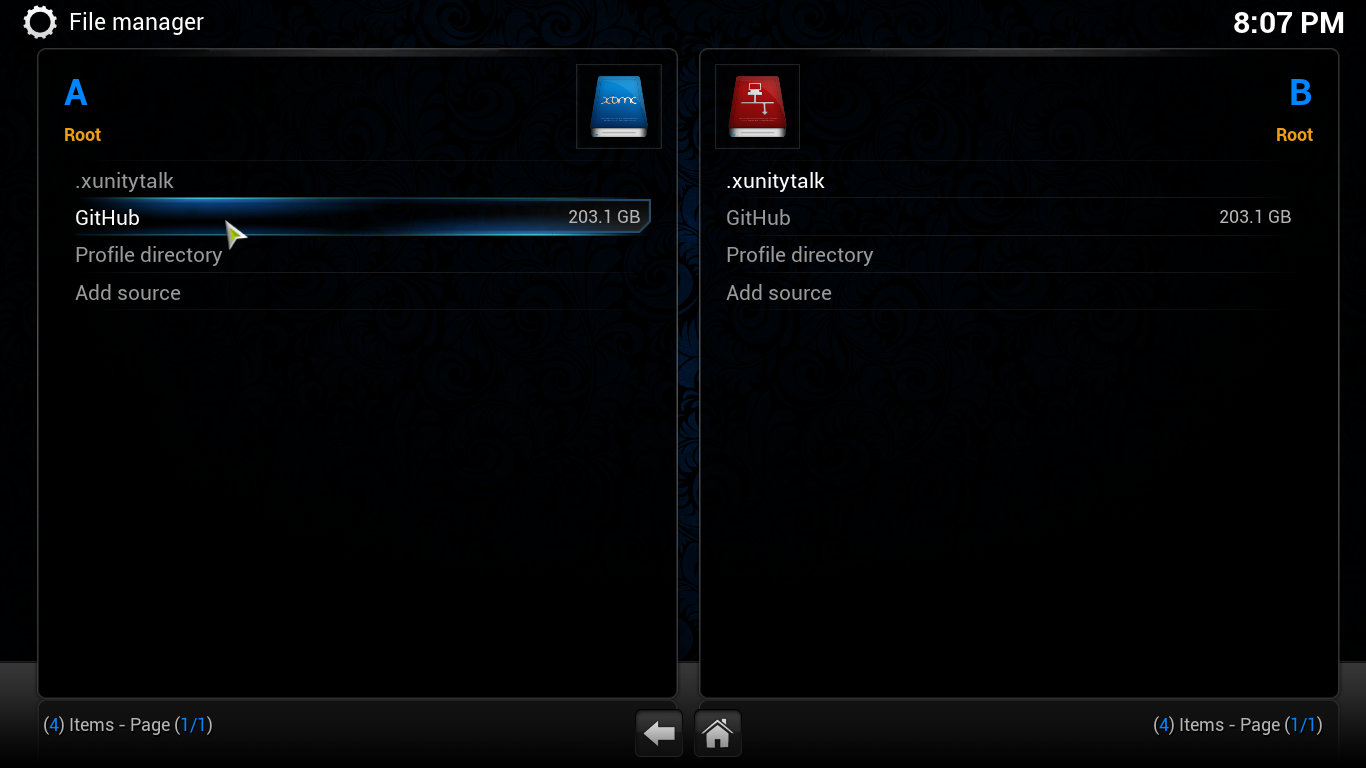 File manager
8:07 PM
A
Root
xbmc
.xunitytalk
GitHub 203.1 GB
Profile directory
Add source
(4) Items - Page (1/1)
B
Root
.xunitytalk
GitHub 203.1 GB
Profile directory
Add source
(4) Items - Page (1/1)